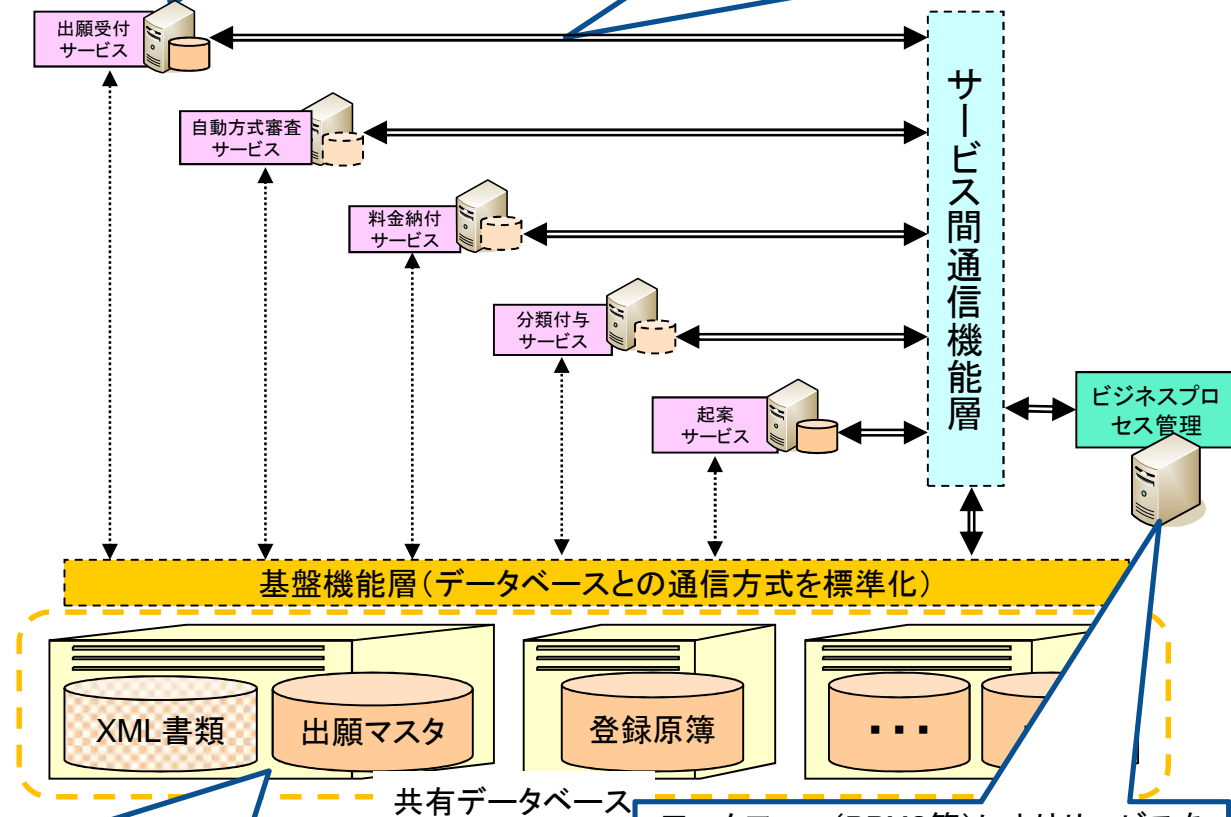 出願受付
サービス
自動方式審査
サービス
料金納付
サービス
分類付与
サービス
起案
サービス
サービス間通信機能層
ビジネスプロ
セス管理
基盤機能層(データベースとの通信方式を標準化)
XML書類
出願マスタ
登録原簿
・・・
共有データベース